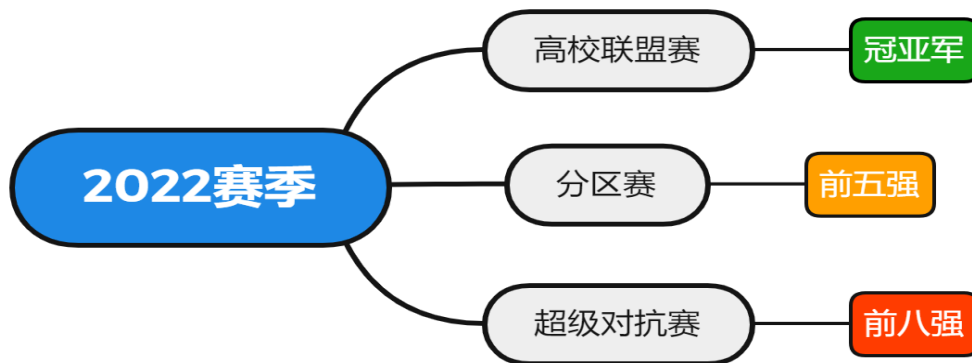 2022赛季
高校联盟赛
冠亚军
分区赛
前五强
超级对抗赛
前八强